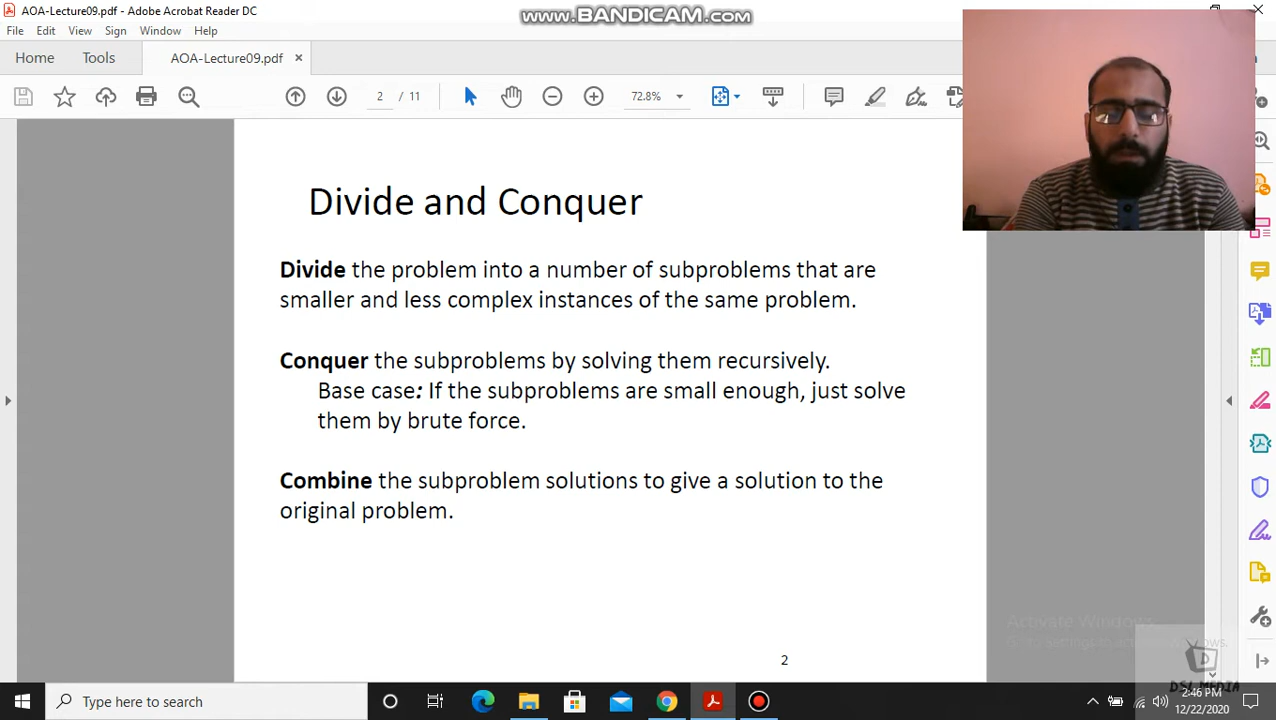 AOA-Lecture09.pdf - Adobe Acrobat Reader DC
www.BANDICAM.com
File Edit View Sign Window Help
Home Tools AOA-Lecture09.pdf ×
2 / 11 72.8%
Divide and Conquer
Divide the problem into a number of subproblems that are
smaller and less complex instances of the same problem.
Conquer the subproblems by solving them recursively.
Base case: If the subproblems are small enough, just solve
them by brute force.
Combine the subproblem solutions to give a solution to the
original problem.
Activate Windows
2
Type here to search
2:46 PM
12/22/2020